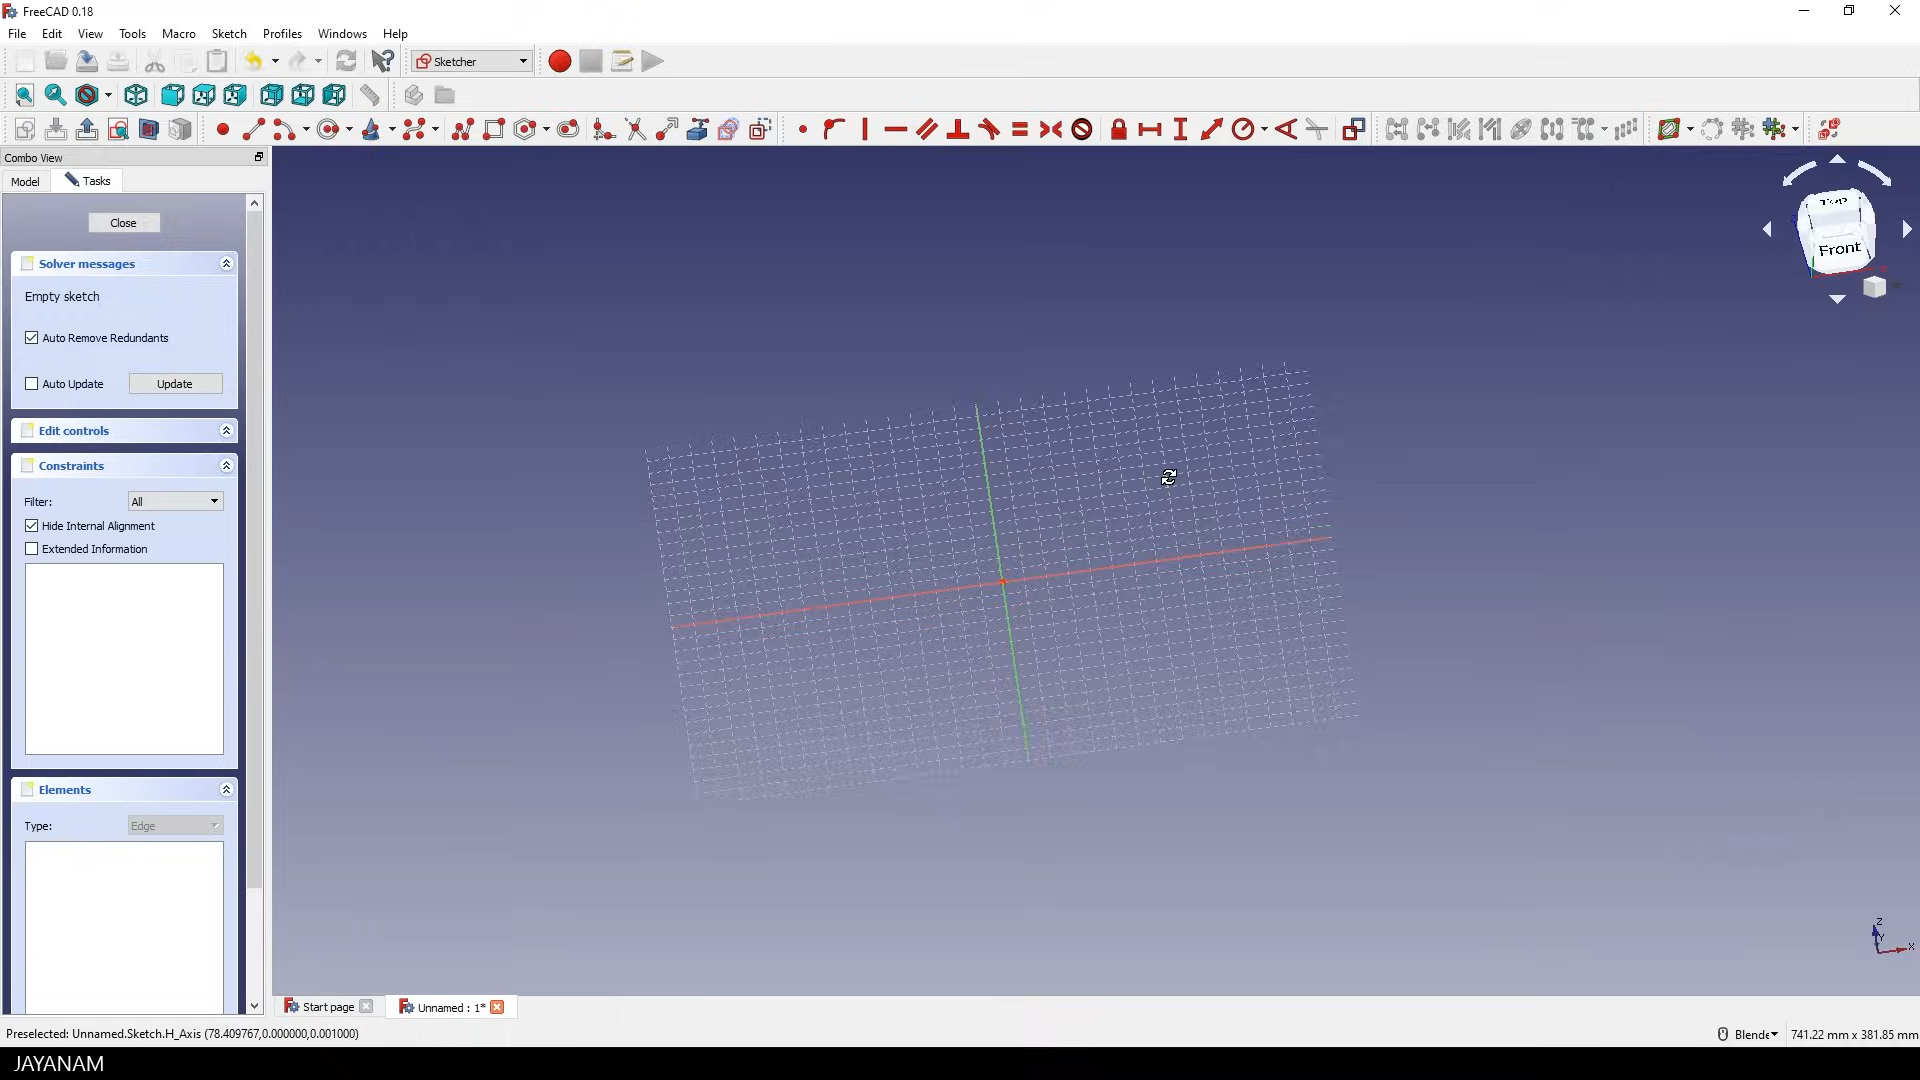 FreeCAD 0.18
File Edit View Tools Macro Sketch Profiles Windows Help
Sketcher
Combo View
Model Tasks
Close
Solver messages
Empty sketch
Auto Remove Redundants
Auto Update Update
Edit controls
Constraints
Filter: All
Hide Internal Alignment
Extended Information
Elements
Type: Edge
Top
Front
Z
Y
X
Start page Unnamed : 1*
Preselected: Unnamed.Sketch.H_Axis (78.409767,0.000000,0.001000)
Blende 741.22 mm x 381.85 mm
JAYANAM